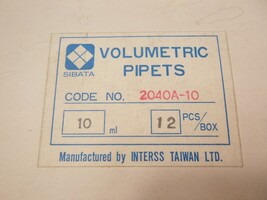 SIBATA
VOLUMETRIC
PIPETS
CODE NO. 2040A-10
10 ml 12 PCS/
BOX
Manufactured by INTERSS TAIWAN LTD.